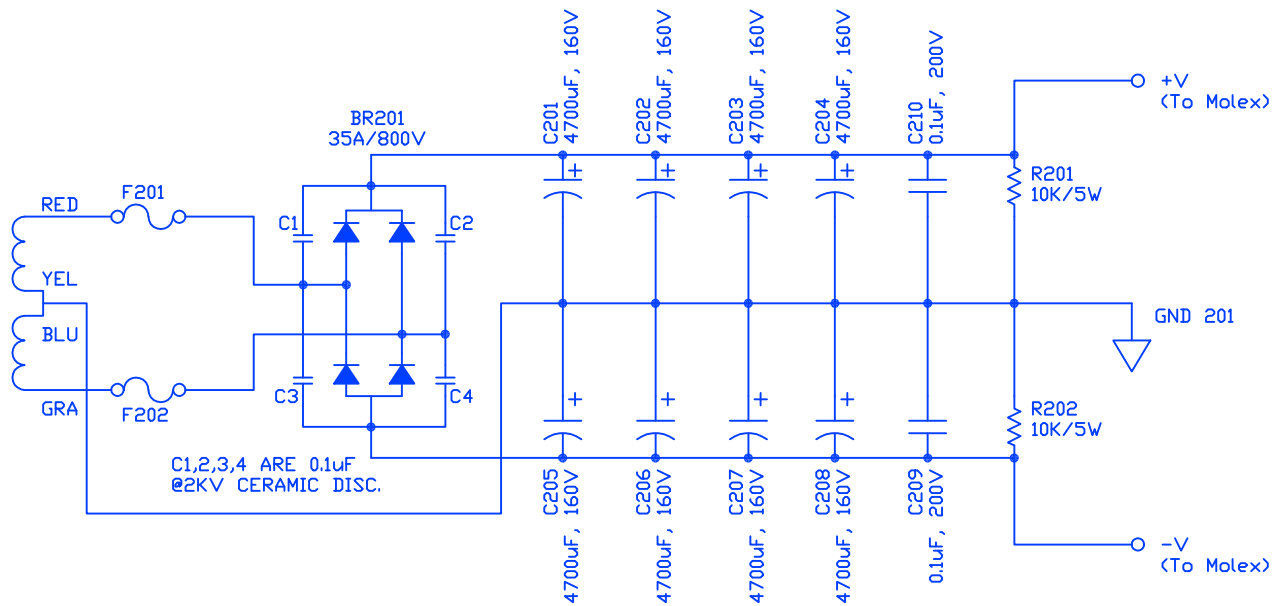 C201
4700uF, 160V
C202
4700uF, 160V
C203
4700uF, 160V
C204
4700uF, 160V
C210
0.1uF, 200V
+V
(To Molex)
BR201
35A/800V
+
+
+
+
R201
10K/5W
RED
F201
C1
C2
YEL
GND 201
BLU
C3
C4
GRA
F202
+
+
+
+
R202
10K/5W
C1,2,3,4 ARE 0.1uF
@2KV CERAMIC DISC.
C205
4700uF, 160V
C206
4700uF, 160V
C207
4700uF, 160V
C208
4700uF, 160V
C209
0.1uF, 200V
-V
(To Molex)